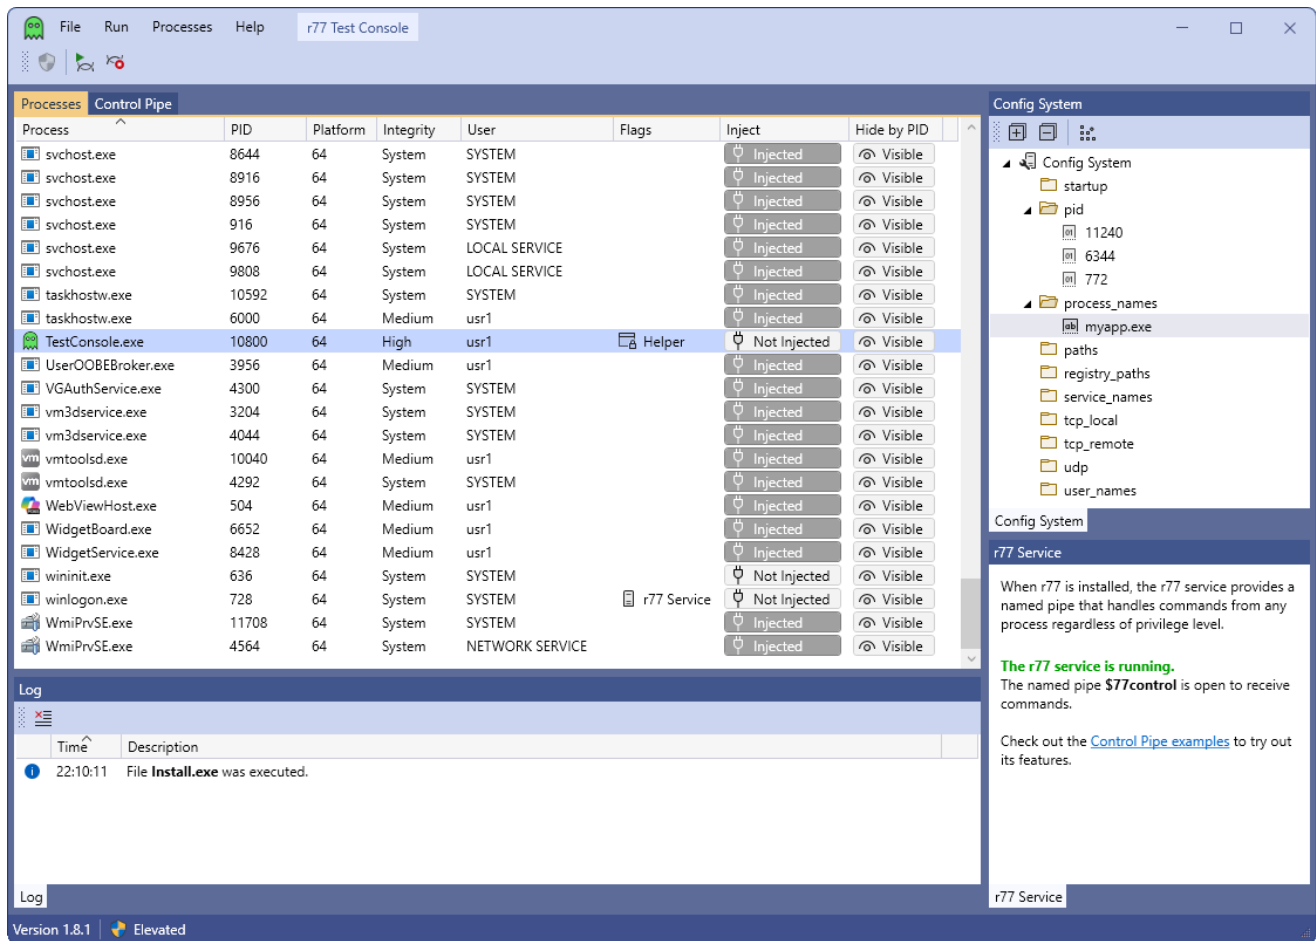 File Run Processes Help r77 Test Console
Processes Control Pipe
Process PID Platform Integrity User Flags Inject Hide by PID
svchost.exe 8644 64 System SYSTEM Injected Visible
svchost.exe 8916 64 System SYSTEM Injected Visible
svchost.exe 8956 64 System SYSTEM Injected Visible
svchost.exe 916 64 System SYSTEM Injected Visible
svchost.exe 9676 64 System LOCAL SERVICE Injected Visible
svchost.exe 9808 64 System LOCAL SERVICE Injected Visible
taskhostw.exe 10592 64 System SYSTEM Injected Visible
taskhostw.exe 6000 64 Medium usr1 Injected Visible
TestConsole.exe 10800 64 High usr1 Helper Not Injected Visible
UserOOBEBroker.exe 3956 64 Medium usr1 Injected Visible
VGAuthService.exe 4300 64 System SYSTEM Injected Visible
vm3dservice.exe 3204 64 System SYSTEM Injected Visible
vm3dservice.exe 4044 64 System SYSTEM Injected Visible
vm vmtoolsd.exe 10040 64 Medium usr1 Injected Visible
vm vmtoolsd.exe 4292 64 System SYSTEM Injected Visible
WebViewHost.exe 504 64 Medium usr1 Injected Visible
WidgetBoard.exe 6652 64 Medium usr1 Injected Visible
WidgetService.exe 8428 64 Medium usr1 Injected Visible
wininit.exe 636 64 System SYSTEM Not Injected Visible
winlogon.exe 728 64 System SYSTEM r77 Service Not Injected Visible
WmiPrvSE.exe 11708 64 System SYSTEM Injected Visible
WmiPrvSE.exe 4564 64 System NETWORK SERVICE Injected Visible
Log
Time Description
22:10:11 File Install.exe was executed.
Log
Config System
Config System
startup
pid
01 11240
01 6344
01 772
process_names
ab myapp.exe
paths
registry_paths
service_names
tcp_local
tcp_remote
udp
user_names
Config System
r77 Service
When r77 is installed, the r77 service provides a
named pipe that handles commands from any
process regardless of privilege level.
The r77 service is running.
The named pipe $77control is open to receive
commands.
Check out the Control Pipe examples to try out
its features.
r77 Service
Version 1.8.1 Elevated